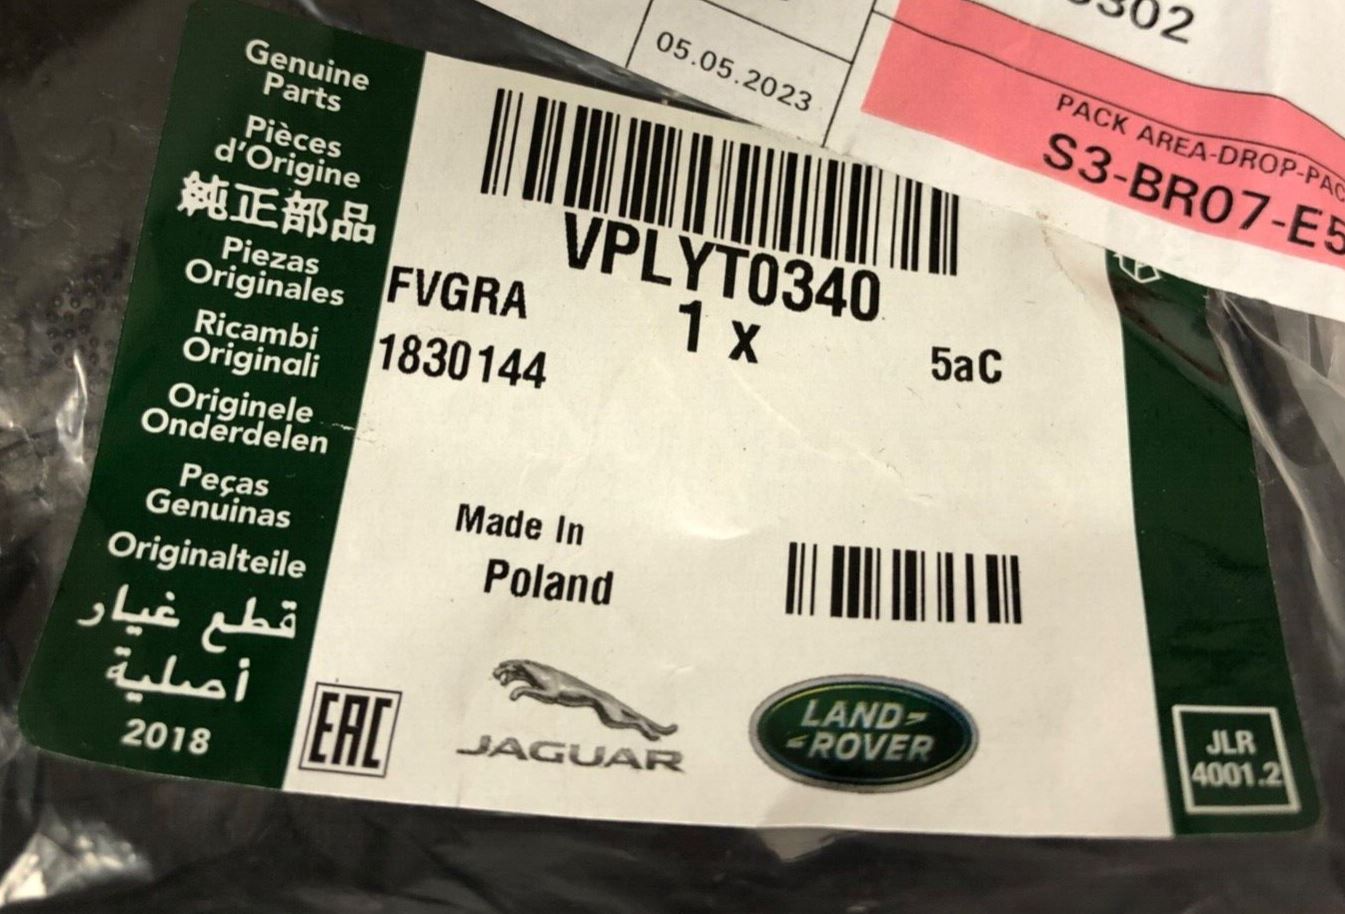 302
05.05.2023
PACK AREA-DROP-PAC
S3-BR07-E5
Genuine
Parts
Pièces
d'Origine
純正部品
Piezas
Originales
Ricambi
Originali
Originele
Onderdelen
Peças
Genuinas
Originalteile
قطع غيار
أصلية
2018
VPLYT0340
FVGRA
1 x
1830144
5aC
Made In
Poland
EAC
JAGUAR
LAND-
-ROVER
JLR
4001.2